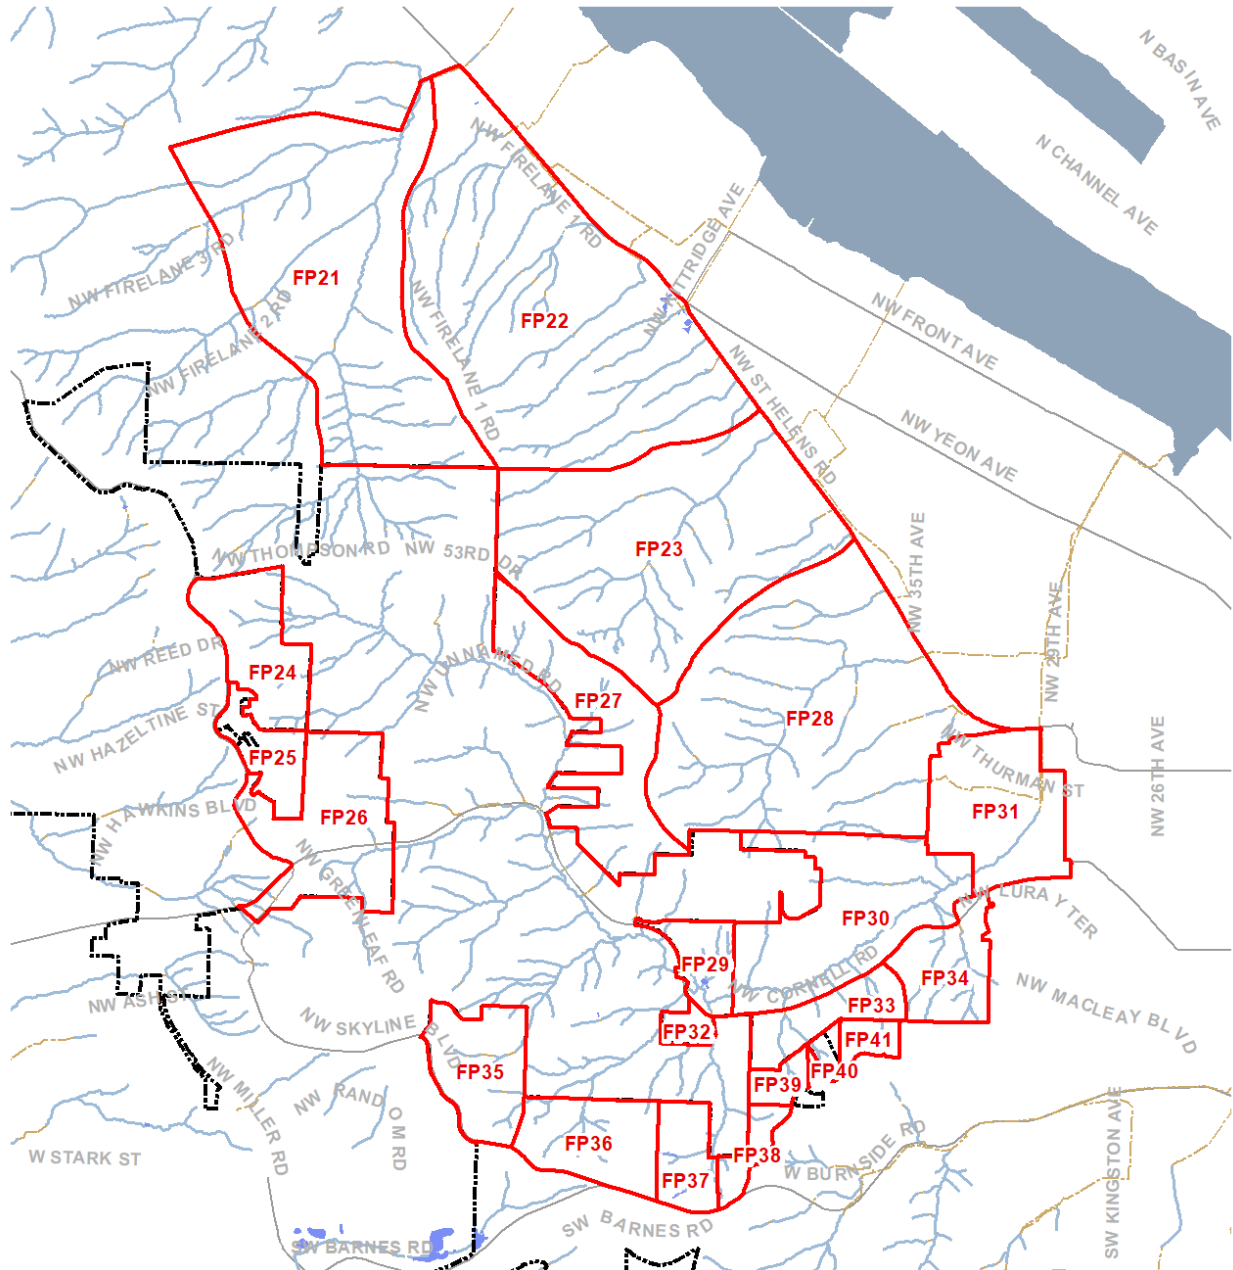 N BASIN AVE
N CHANNEL AVE
NW FIRELANE 1 RD
NW KITTRIDGE AVE
NW FIRELANE 3 RD
FP21
NW FIRELANE 2 RD
NW FIRELANE 1 RD
FP22
NW FRONT AVE
NW ST HELENS RD
NW YEON AVE
NW THOMPSON RD
NW 53RD DR
FP23
NW 35TH AVE
NW 29TH AVE
NW REED DR
FP24
NW UNNAMED RD
FP27
FP28
NW HAZELTINE ST
FP25
NW THURMAN ST
NW 26TH AVE
NW HAWKINS BLVD
FP26
FP31
NW GREENLEAF RD
FP30
NW LURAY TER
FP29
NW CORNELL RD
FP34
NW ASH ST
FP33
NW MACLEAY BLVD
NW SKYLINE BLVD
FP32
FP41
FP35
FP39
FP40
NW MILLER RD
NW RANDOM RD
FP36
FP38
W BURNSIDE RD
SW KINGSTON AVE
W STARK ST
FP37
SW BARNES RD
SW BARNES RD